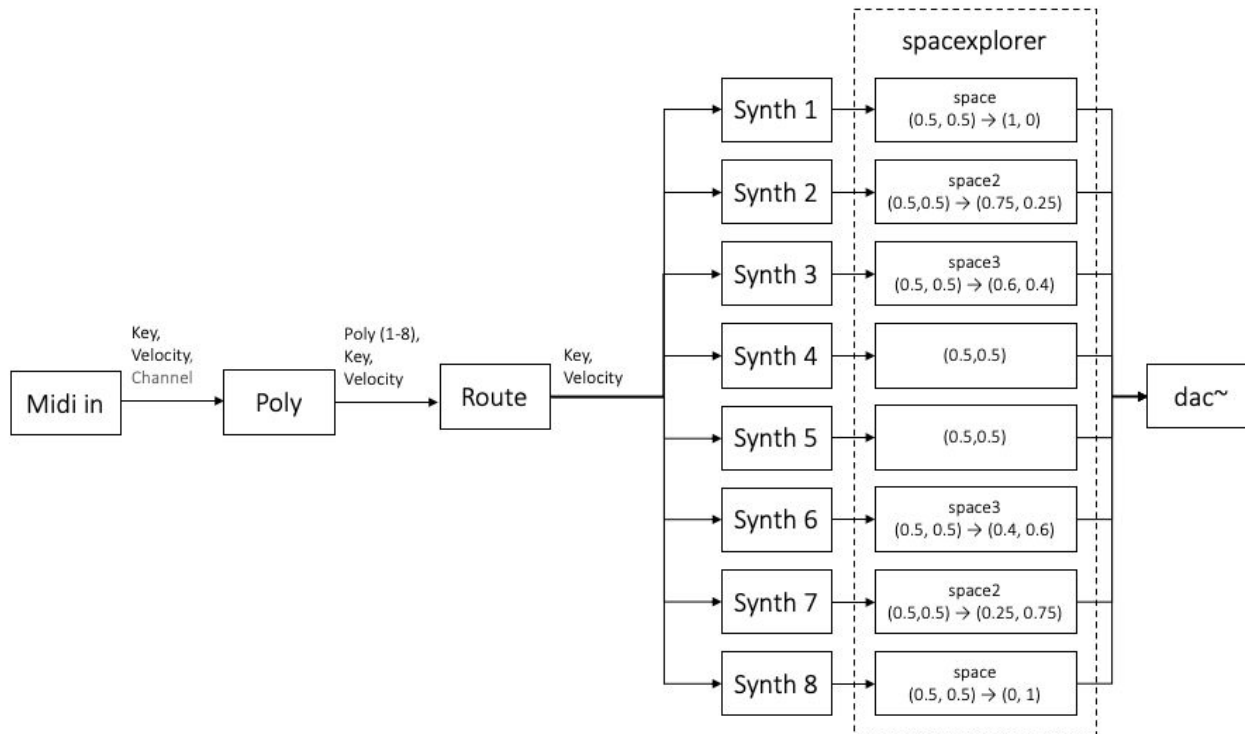 spacexplorer
Synth 1
space
(0.5, 0.5) → (1, 0)
Synth 2
space2
(0.5,0.5) → (0.75, 0.25)
Synth 3
space3
(0.5, 0.5) → (0.6, 0.4)
Key,
Velocity,
Channel
Poly (1-8),
Key,
Velocity
Key,
Velocity
Synth 4
(0.5,0.5)
Midi in
Poly
Route
dac~
Synth 5
(0.5,0.5)
Synth 6
space3
(0.5, 0.5) → (0.4, 0.6)
Synth 7
space2
(0.5,0.5) → (0.25, 0.75)
Synth 8
space
(0.5, 0.5) → (0, 1)